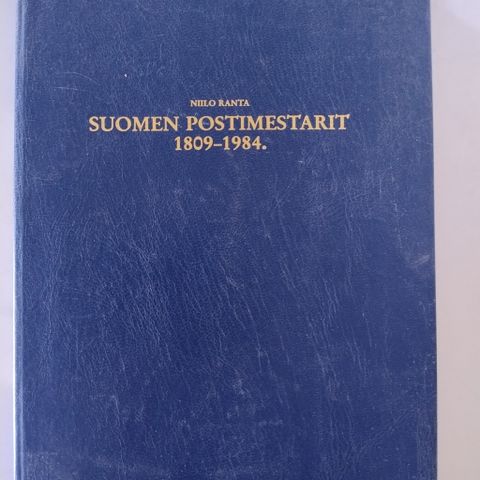 NIILO RANTA
SUOMEN POSTIMESTARIT
1809–1984.